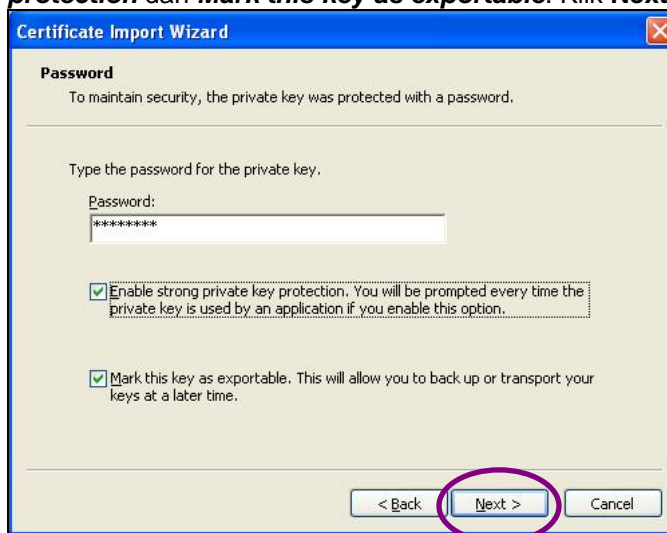 protection dan Mark this key as exportable. Klik Next.
Certificate Import Wizard
Password
To maintain security, the private key was protected with a password.
Type the password for the private key.
Password:
********
Enable strong private key protection. You will be prompted every time the
private key is used by an application if you enable this option.
Mark this key as exportable. This will allow you to back up or transport your
keys at a later time.
< Back
Next >
Cancel